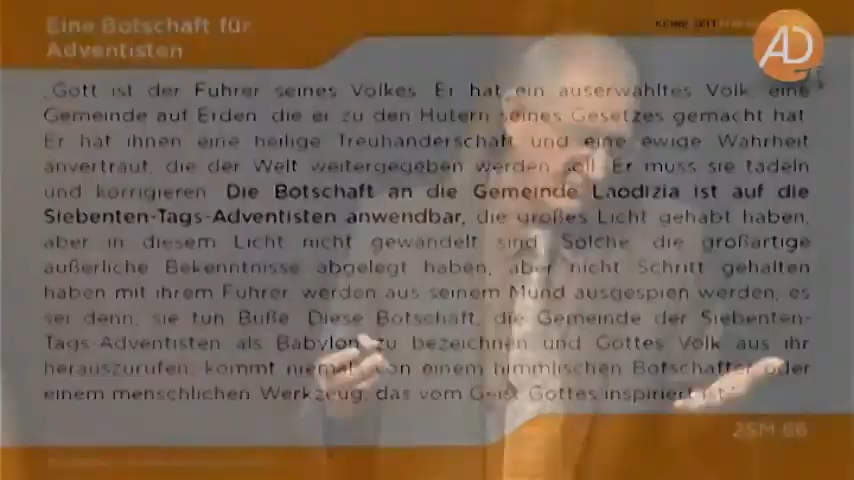 Eine Botschaft für
Adventisten
KEINE ZEIT
AD
„Gott ist der Führer seines Volkes. Er hat ein auserwähltes Volk, eine
Gemeinde auf Erden, die er zu den Hütern seines Gesetzes gemacht hat.
Er hat ihnen eine heilige Treuhänderschaft und eine ewige Wahrheit
anvertraut, die der Welt weitergegeben werden soll. Er muss sie tadeln
und korrigieren. Die Botschaft an die Gemeinde Laodizia ist auf die
Siebenten-Tags-Adventisten anwendbar, die großes Licht gehabt haben,
aber in diesem Licht nicht gewandelt sind. Solche, die großartige
äußerliche Bekenntnisse abgelegt haben, aber nicht Schritt gehalten
haben mit ihrem Führer, werden aus seinem Mund ausgespien werden, es
sei denn, sie tun Buße. Diese Botschaft, die Gemeinde der Siebenten-
Tags-Adventisten als Babylon zu bezeichnen und Gottes Volk aus ihr
herauszurufen, kommt niemals von einem himmlischen Botschafter oder
einem menschlichen Werkzeug, das vom Geist Gottes inspiriert ist.“
2SM 66